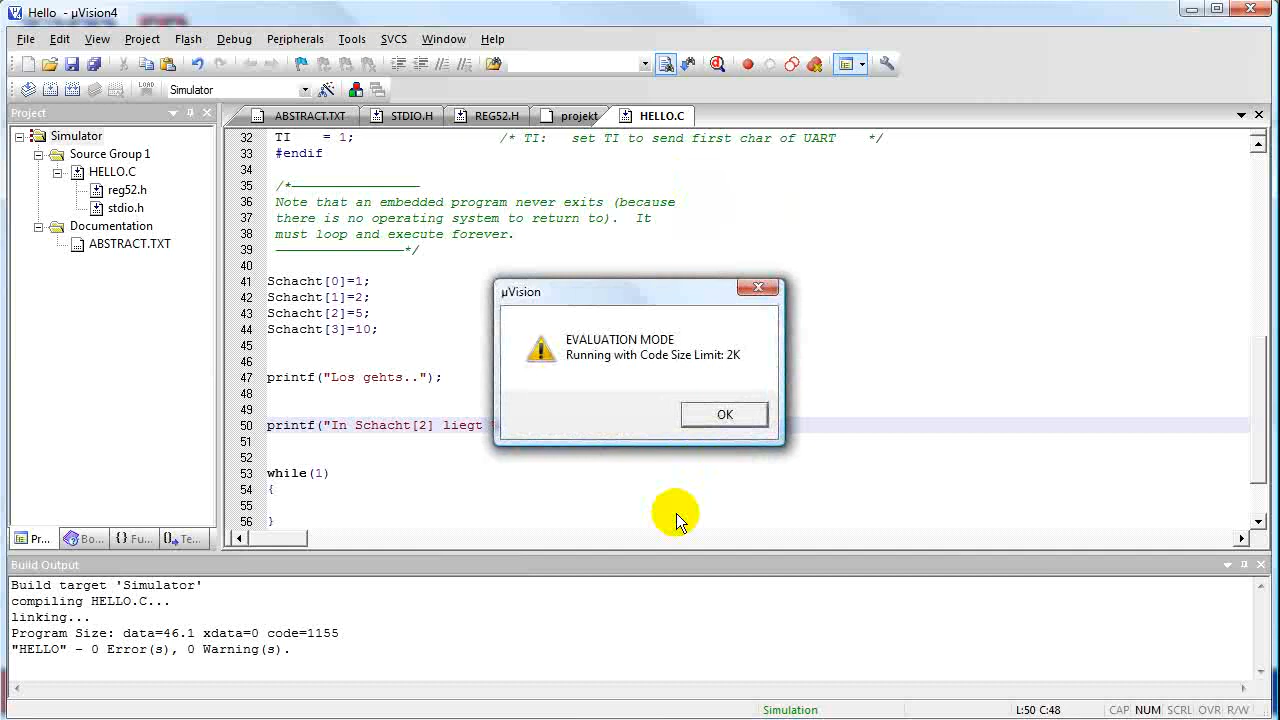 Hello - µVision4
File Edit View Project Flash Debug Peripherals Tools SVCS Window Help
LOAD Simulator
Project
ABSTRACT.TXT STDIO.H REG52.H projekt HELLO.C
Simulator
Source Group 1
HELLO.C
reg52.h
stdio.h
Documentation
ABSTRACT.TXT
32 TI = 1; /* TI: set TI to send first char of UART */
33 #endif
34
35 /*------------------------------------------------
36 Note that an embedded program never exits (because
37 there is no operating system to return to). It
38 must loop and execute forever.
39 ------------------------------------------------*/
40
41 Schacht[0]=1;
42 Schacht[1]=2;
43 Schacht[2]=5;
44 Schacht[3]=10;
45
46
47 printf("Los gehts..");
48
49
50 printf("In Schacht[2] liegt
51
52
53 while(1)
54 {
55
56 }
µVision
EVALUATION MODE
Running with Code Size Limit: 2K
OK
Pr... Bo... {} Fu... Te...
Build Output
Build target 'Simulator'
compiling HELLO.C...
linking...
Program Size: data=46.1 xdata=0 code=1155
"HELLO" - 0 Error(s), 0 Warning(s).
Simulation L:50 C:48 CAP NUM SCRL OVR R/W